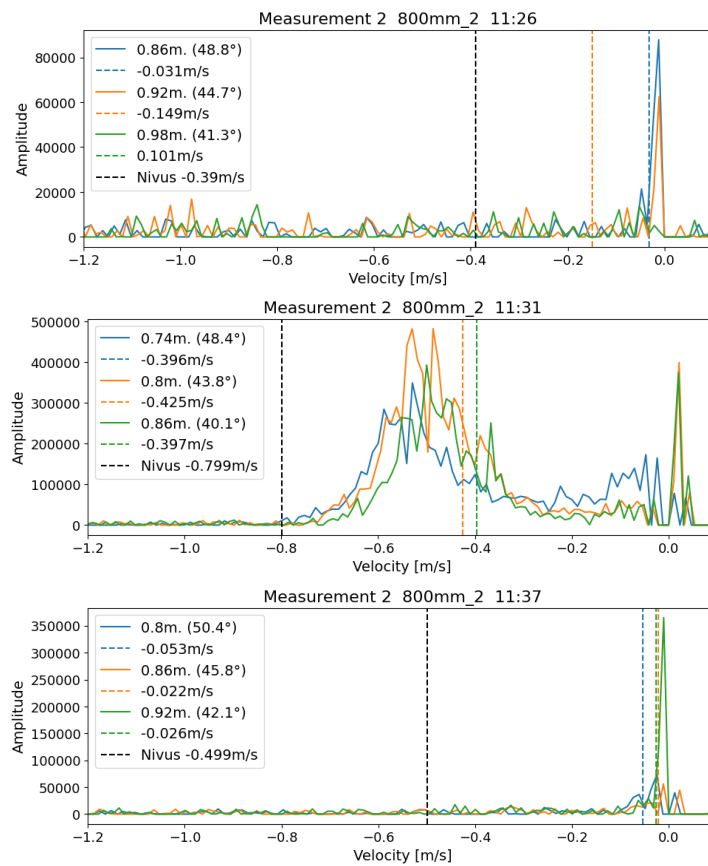 Measurement 2  800mm_2  11:26
Amplitude
80000
60000
40000
20000
0
0.86m. (48.8°)
-0.031m/s
0.92m. (44.7°)
-0.149m/s
0.98m. (41.3°)
0.101m/s
Nivus -0.39m/s
−1.2 −1.0 −0.8 −0.6 −0.4 −0.2 0.0
Velocity [m/s]
Measurement 2  800mm_2  11:31
Amplitude
500000
400000
300000
200000
100000
0
0.74m. (48.4°)
-0.396m/s
0.8m. (43.8°)
-0.425m/s
0.86m. (40.1°)
-0.397m/s
Nivus -0.799m/s
−1.2 −1.0 −0.8 −0.6 −0.4 −0.2 0.0
Velocity [m/s]
Measurement 2  800mm_2  11:37
Amplitude
350000
300000
250000
200000
150000
100000
50000
0
0.8m. (50.4°)
-0.053m/s
0.86m. (45.8°)
-0.022m/s
0.92m. (42.1°)
-0.026m/s
Nivus -0.499m/s
−1.2 −1.0 −0.8 −0.6 −0.4 −0.2 0.0
Velocity [m/s]